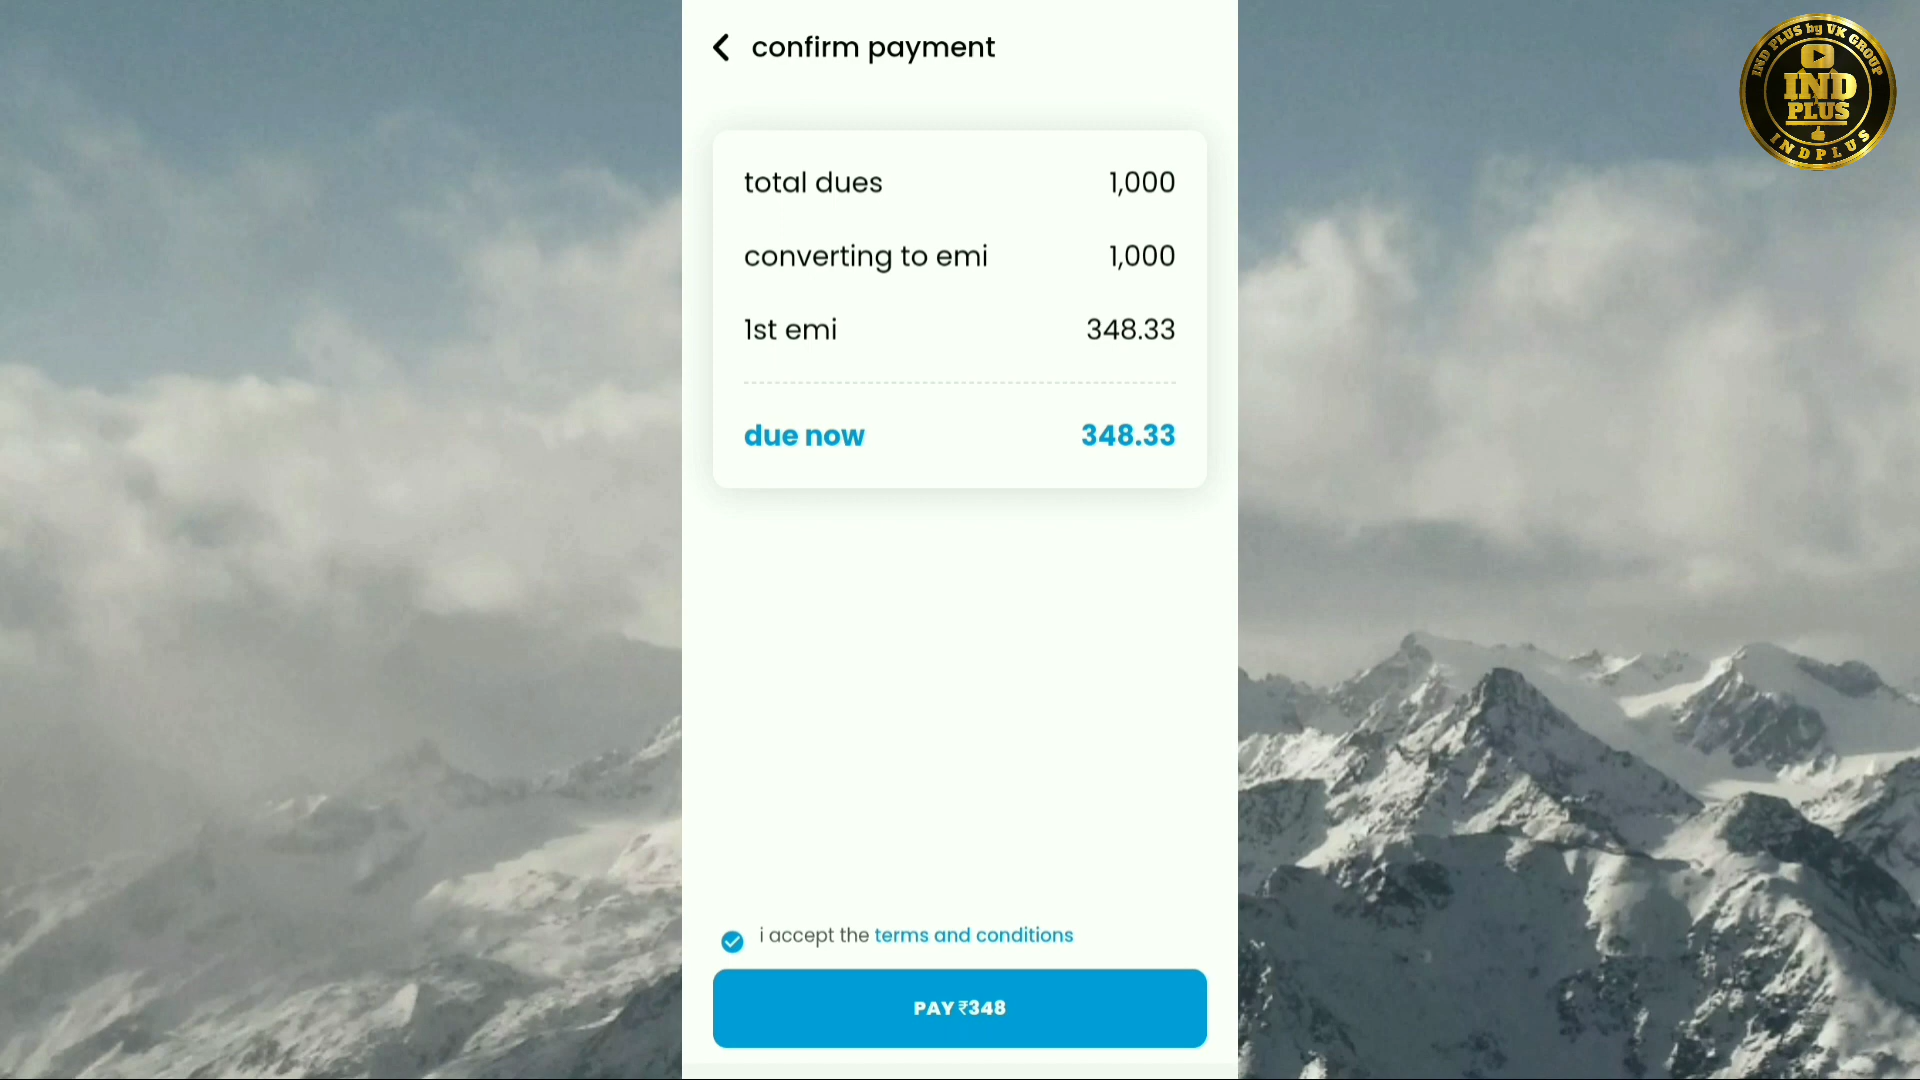 confirm payment
total dues 1,000
converting to emi 1,000
1st emi 348.33
due now 348.33
i accept the terms and conditions
PAY ₹348
IND PLUS by UK GROUP
IND
PLUS
INDPLUS